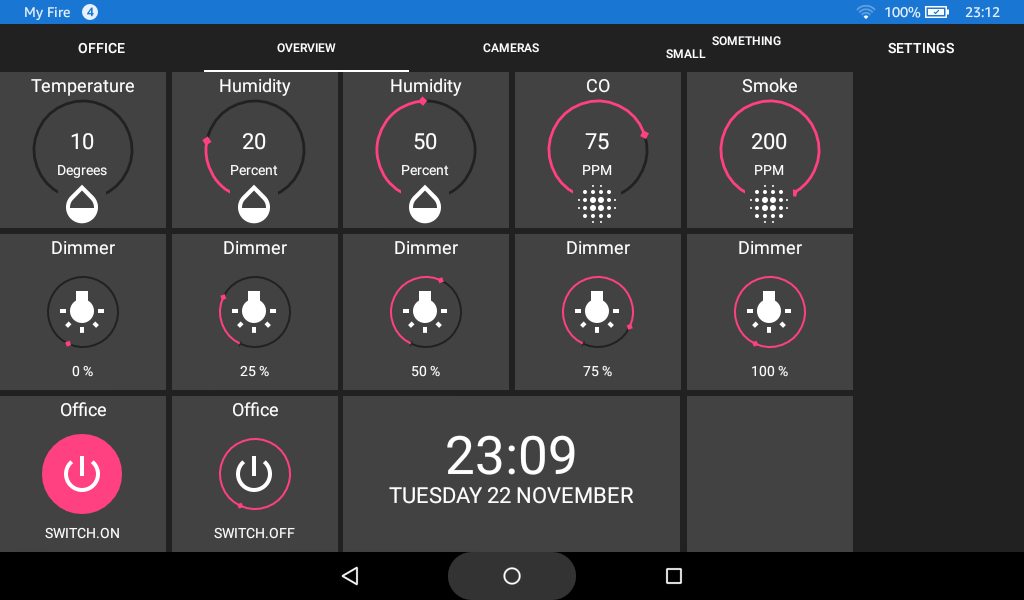 My Fire 4 100% 23:12
OFFICE OVERVIEW CAMERAS SMALL SOMETHING SETTINGS
Temperature Humidity Humidity CO Smoke
10 20 50 75 200
Degrees Percent Percent PPM PPM
Dimmer Dimmer Dimmer Dimmer Dimmer
0 % 25 % 50 % 75 % 100 %
Office Office
23:09
TUESDAY 22 NOVEMBER
SWITCH.ON SWITCH.OFF